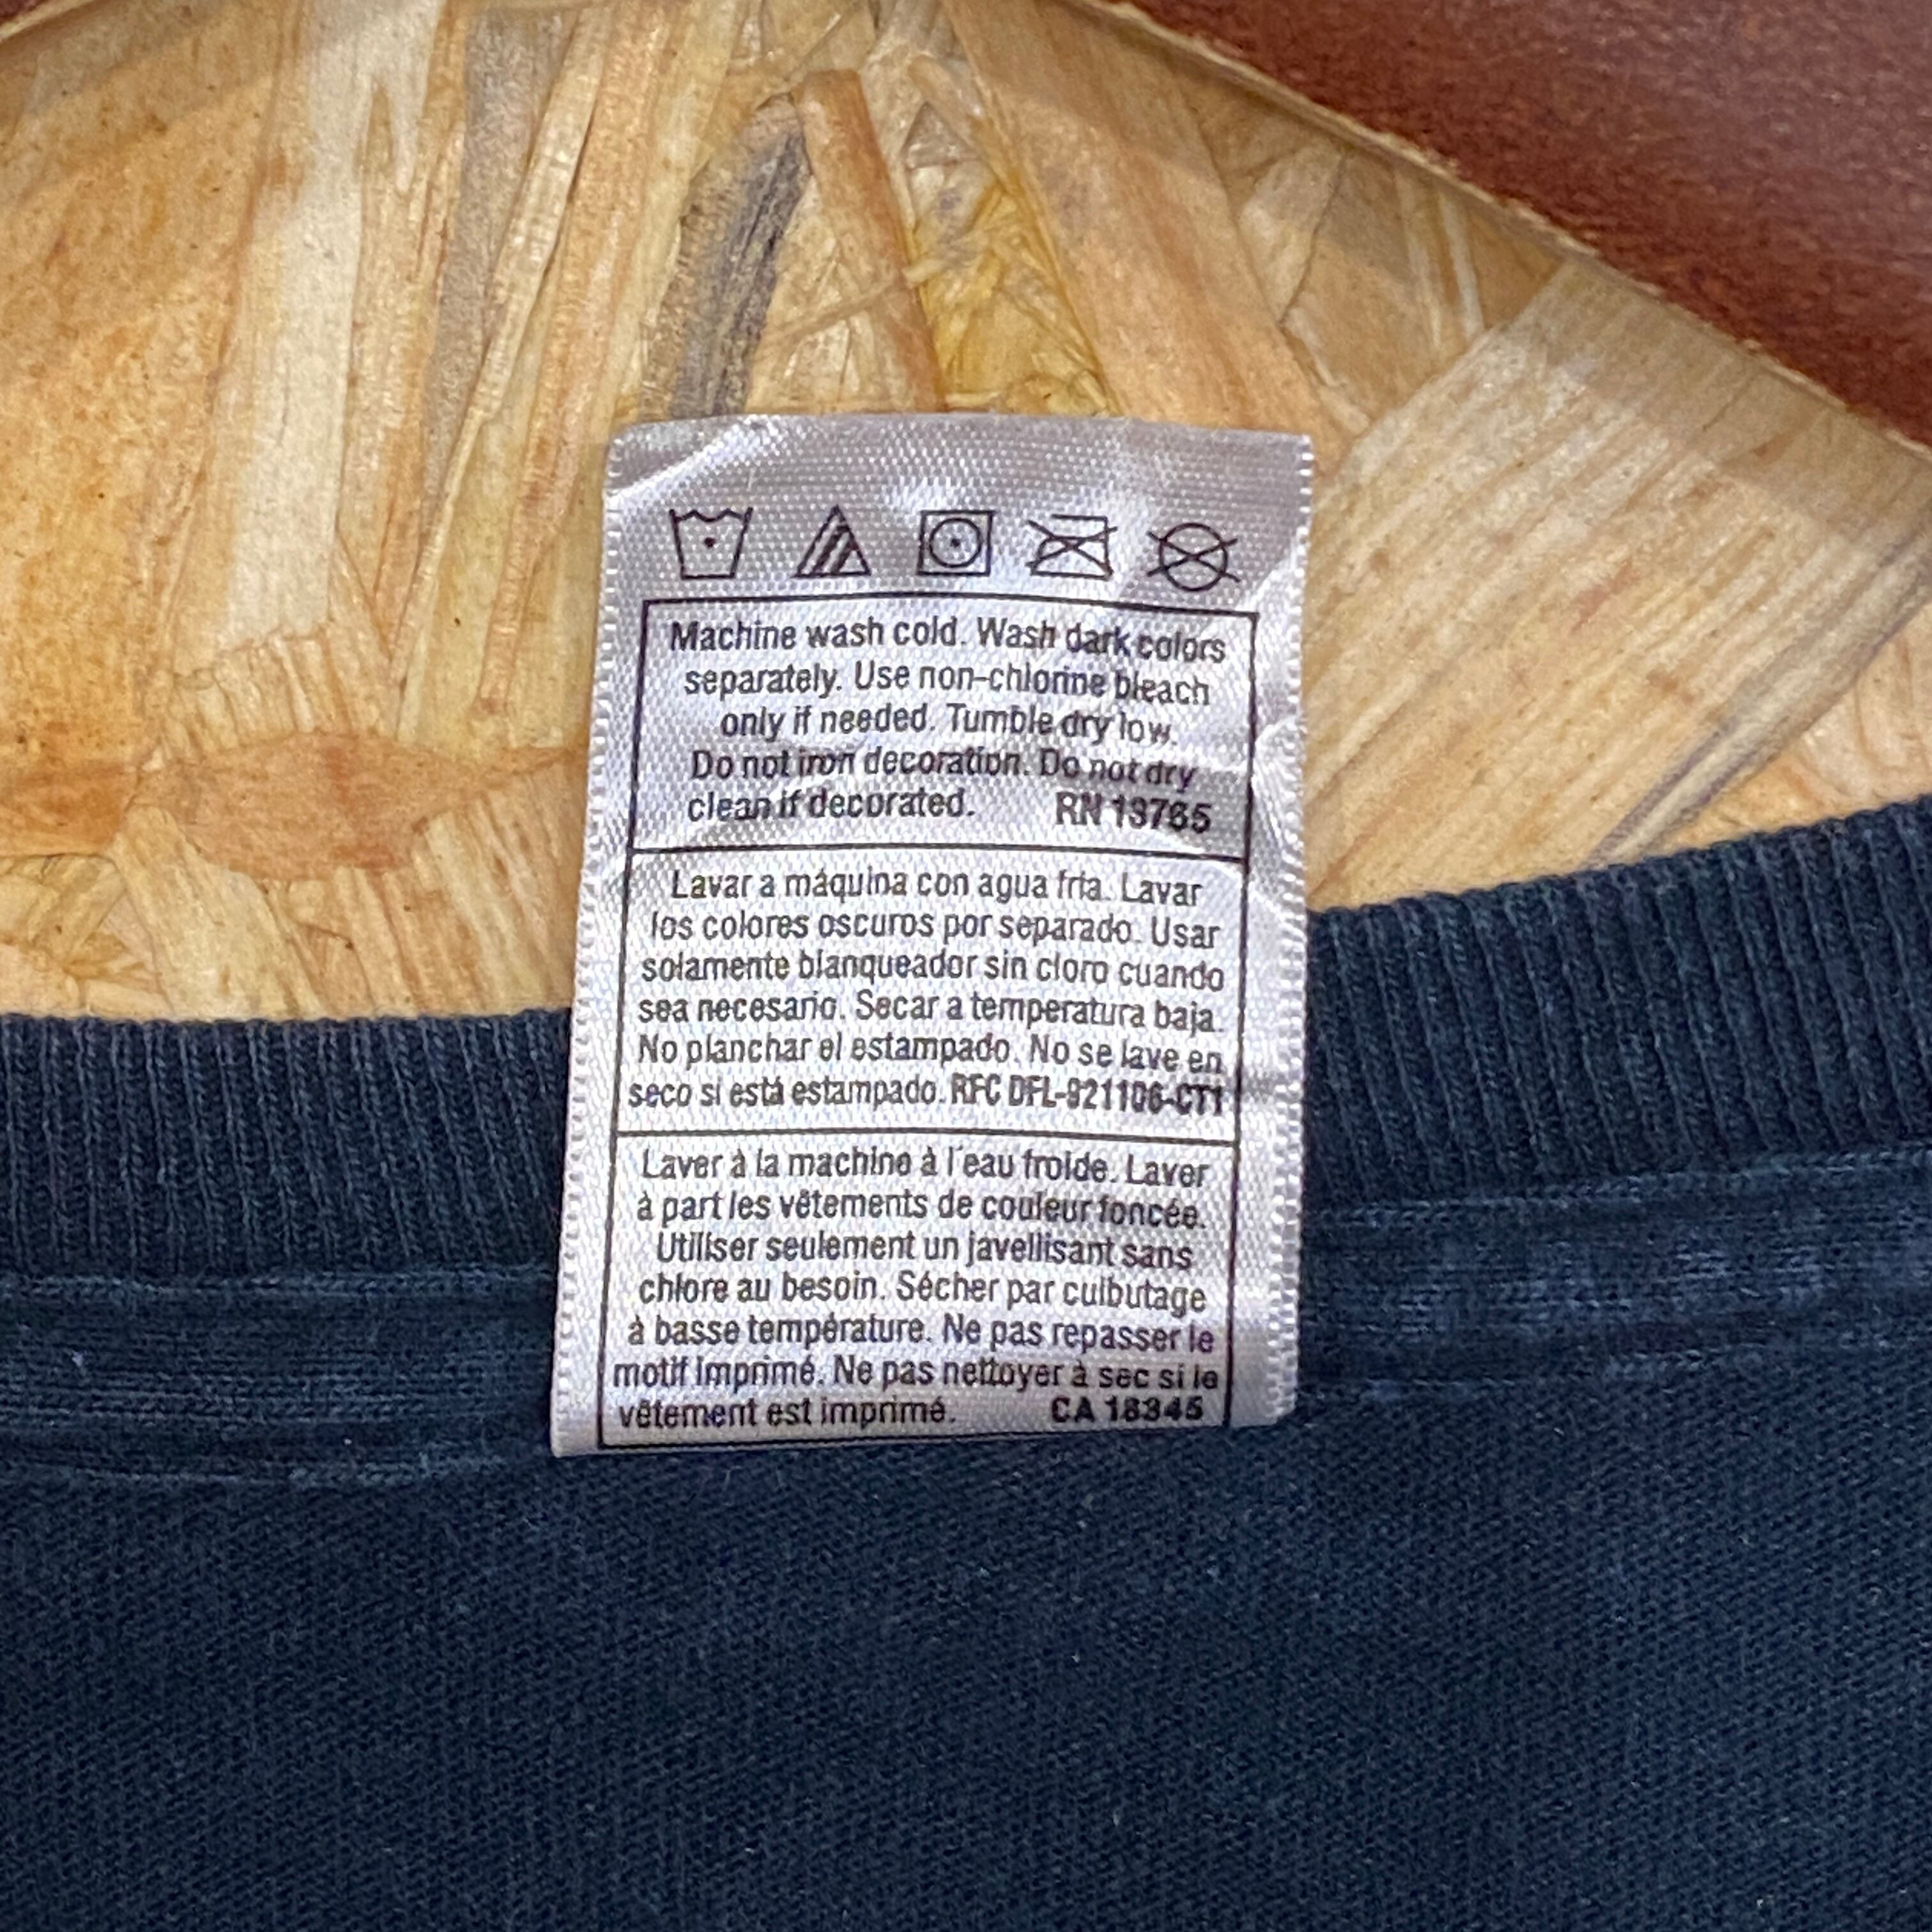 Machine wash cold. Wash dark colors
separately. Use non-chlorine bleach
only if needed. Tumble dry low.
Do not iron decoration. Do not dry
clean if decorated. RN 13765
Lavar a máquina con agua fría. Lavar
los colores oscuros por separado. Usar
solamente blanqueador sin cloro cuando
sea necesario. Secar a temperatura baja.
No planchar el estampado. No se lave en
seco si está estampado. RFC DFL-921106-CT1
Laver à la machine à l'eau froide. Laver
à part les vêtements de couleur foncée.
Utiliser seulement un javellisant sans
chlore au besoin. Sécher par culbutage
à basse température. Ne pas repasser le
motif imprimé. Ne pas nettoyer à sec si le
vêtement est imprimé. CA 18345